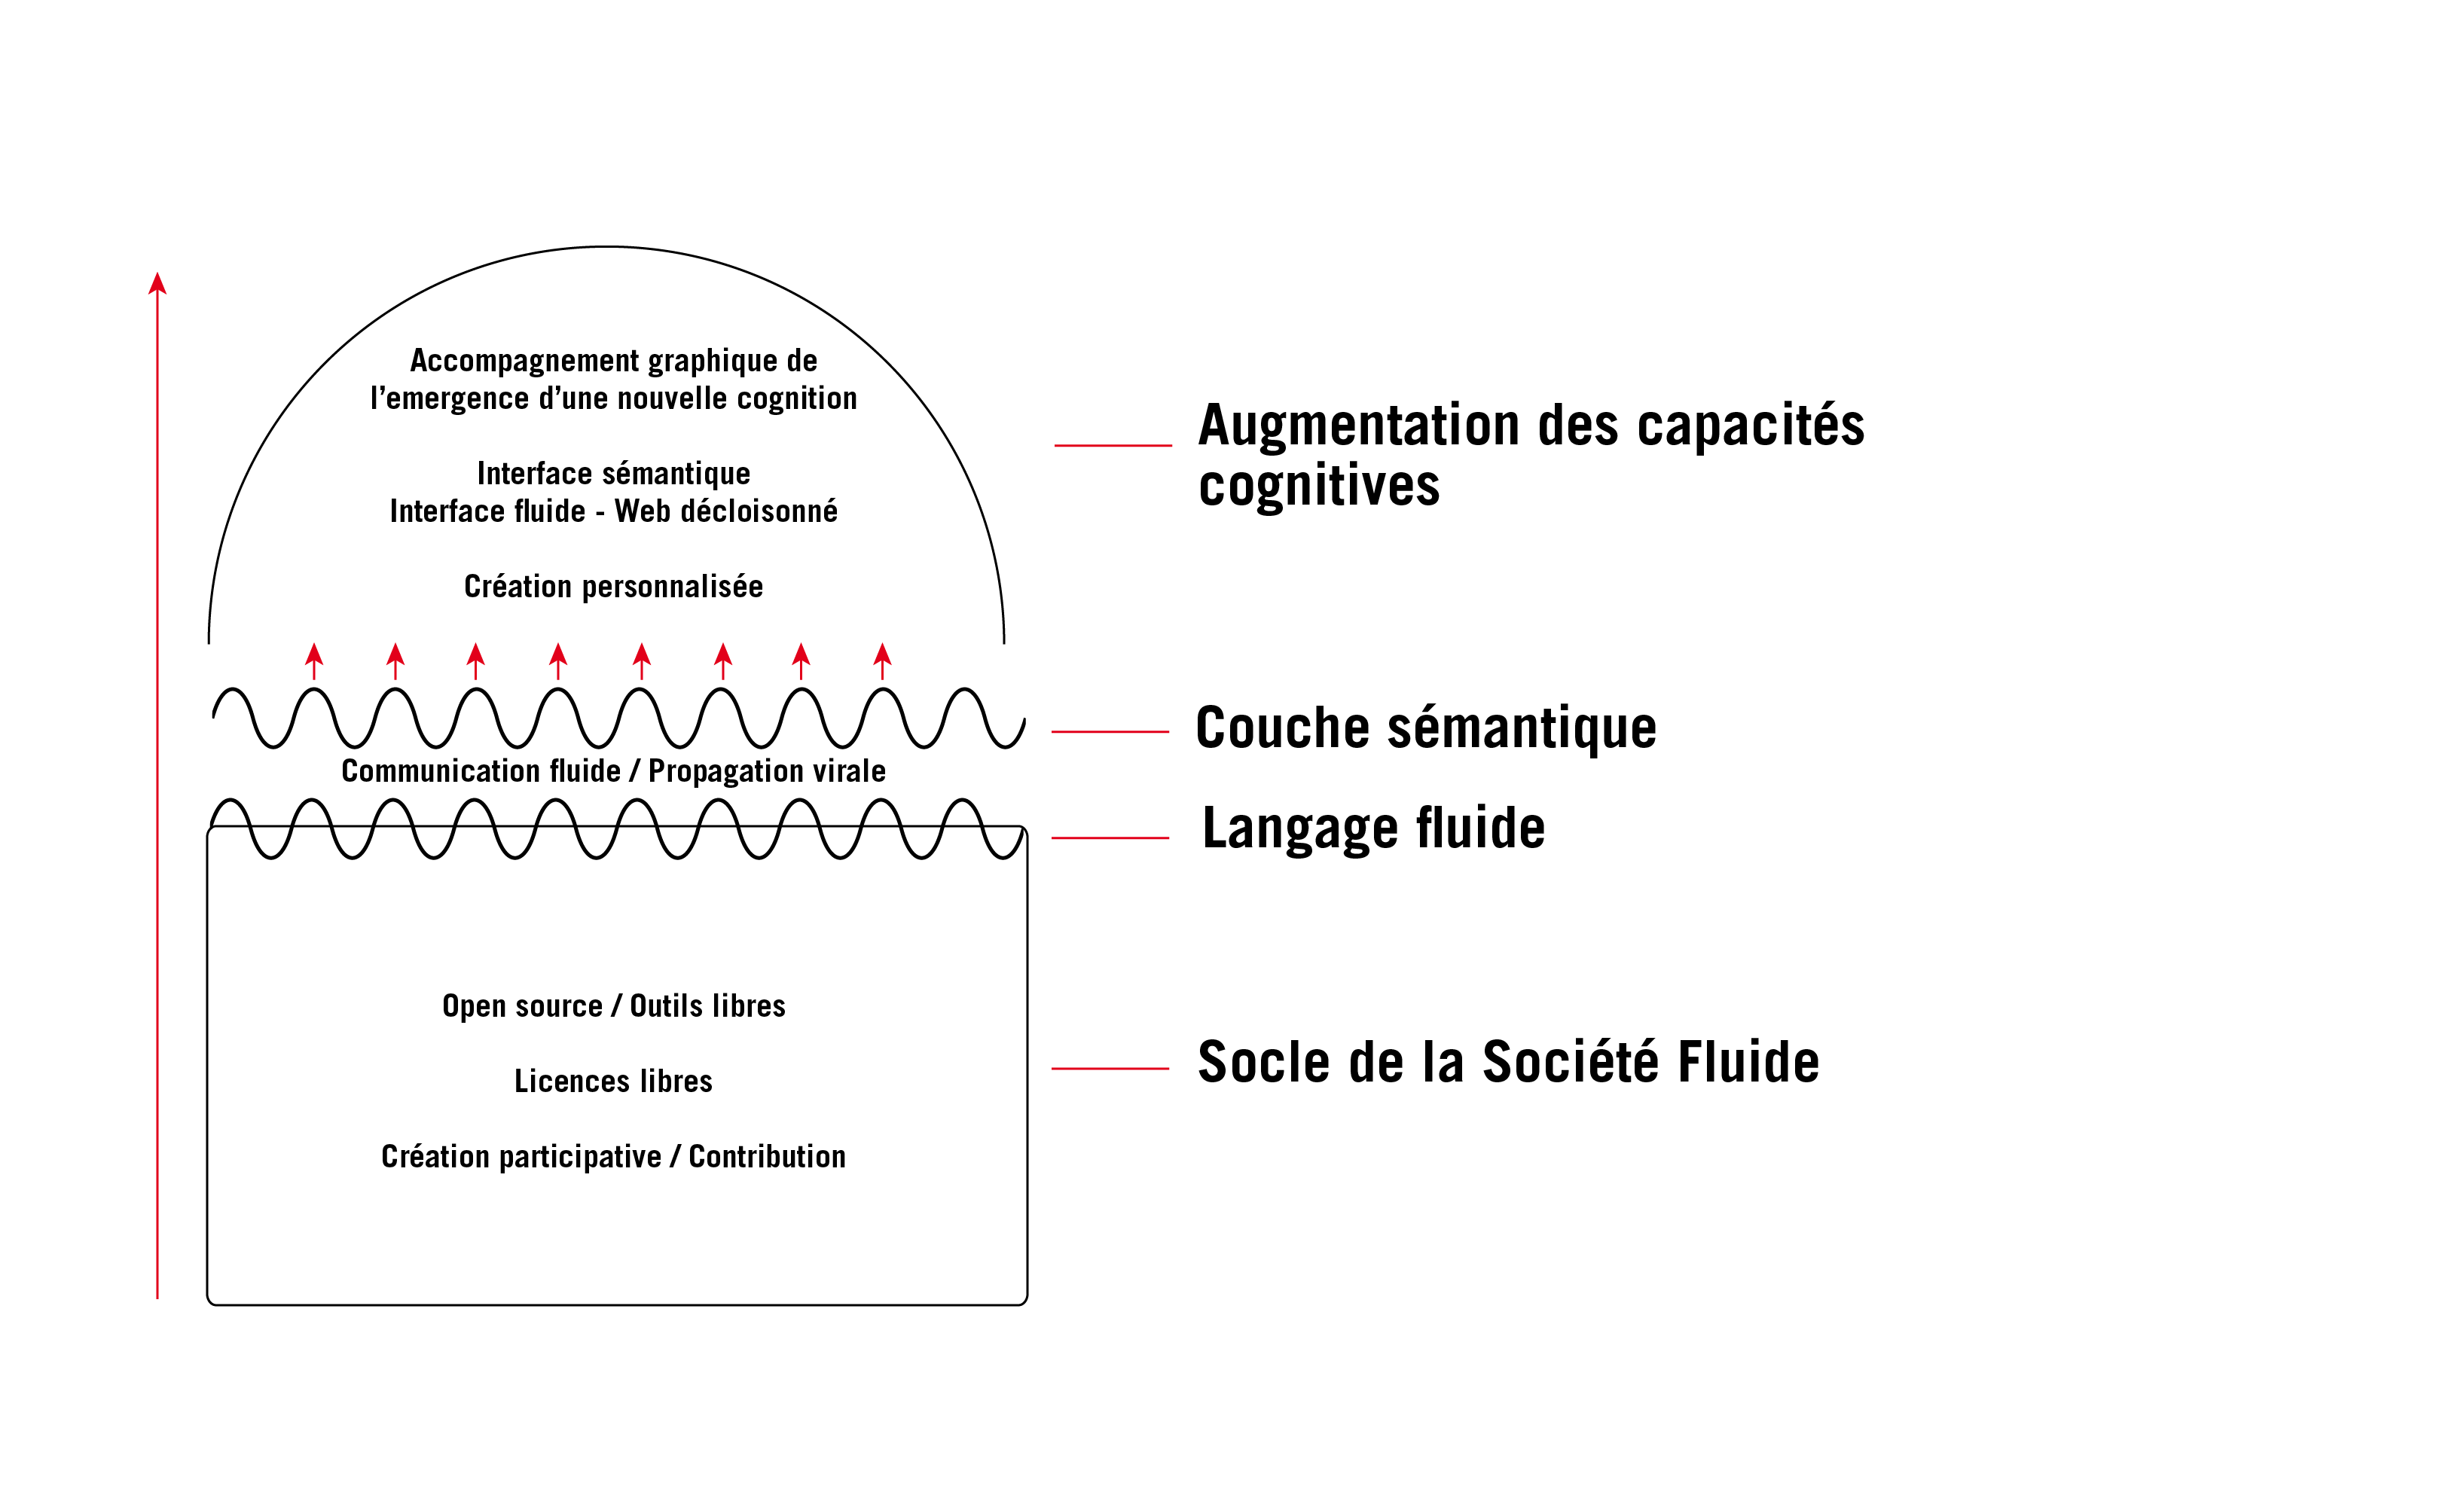 Accompagnement graphique de
l’emergence d’une nouvelle cognition
Interface sémantique
Interface fluide - Web décloisonné
Création personnalisée
Augmentation des capacités
cognitives
Couche sémantique
Communication fluide / Propagation virale
Langage fluide
Open source / Outils libres
Licences libres
Création participative / Contribution
Socle de la Société Fluide